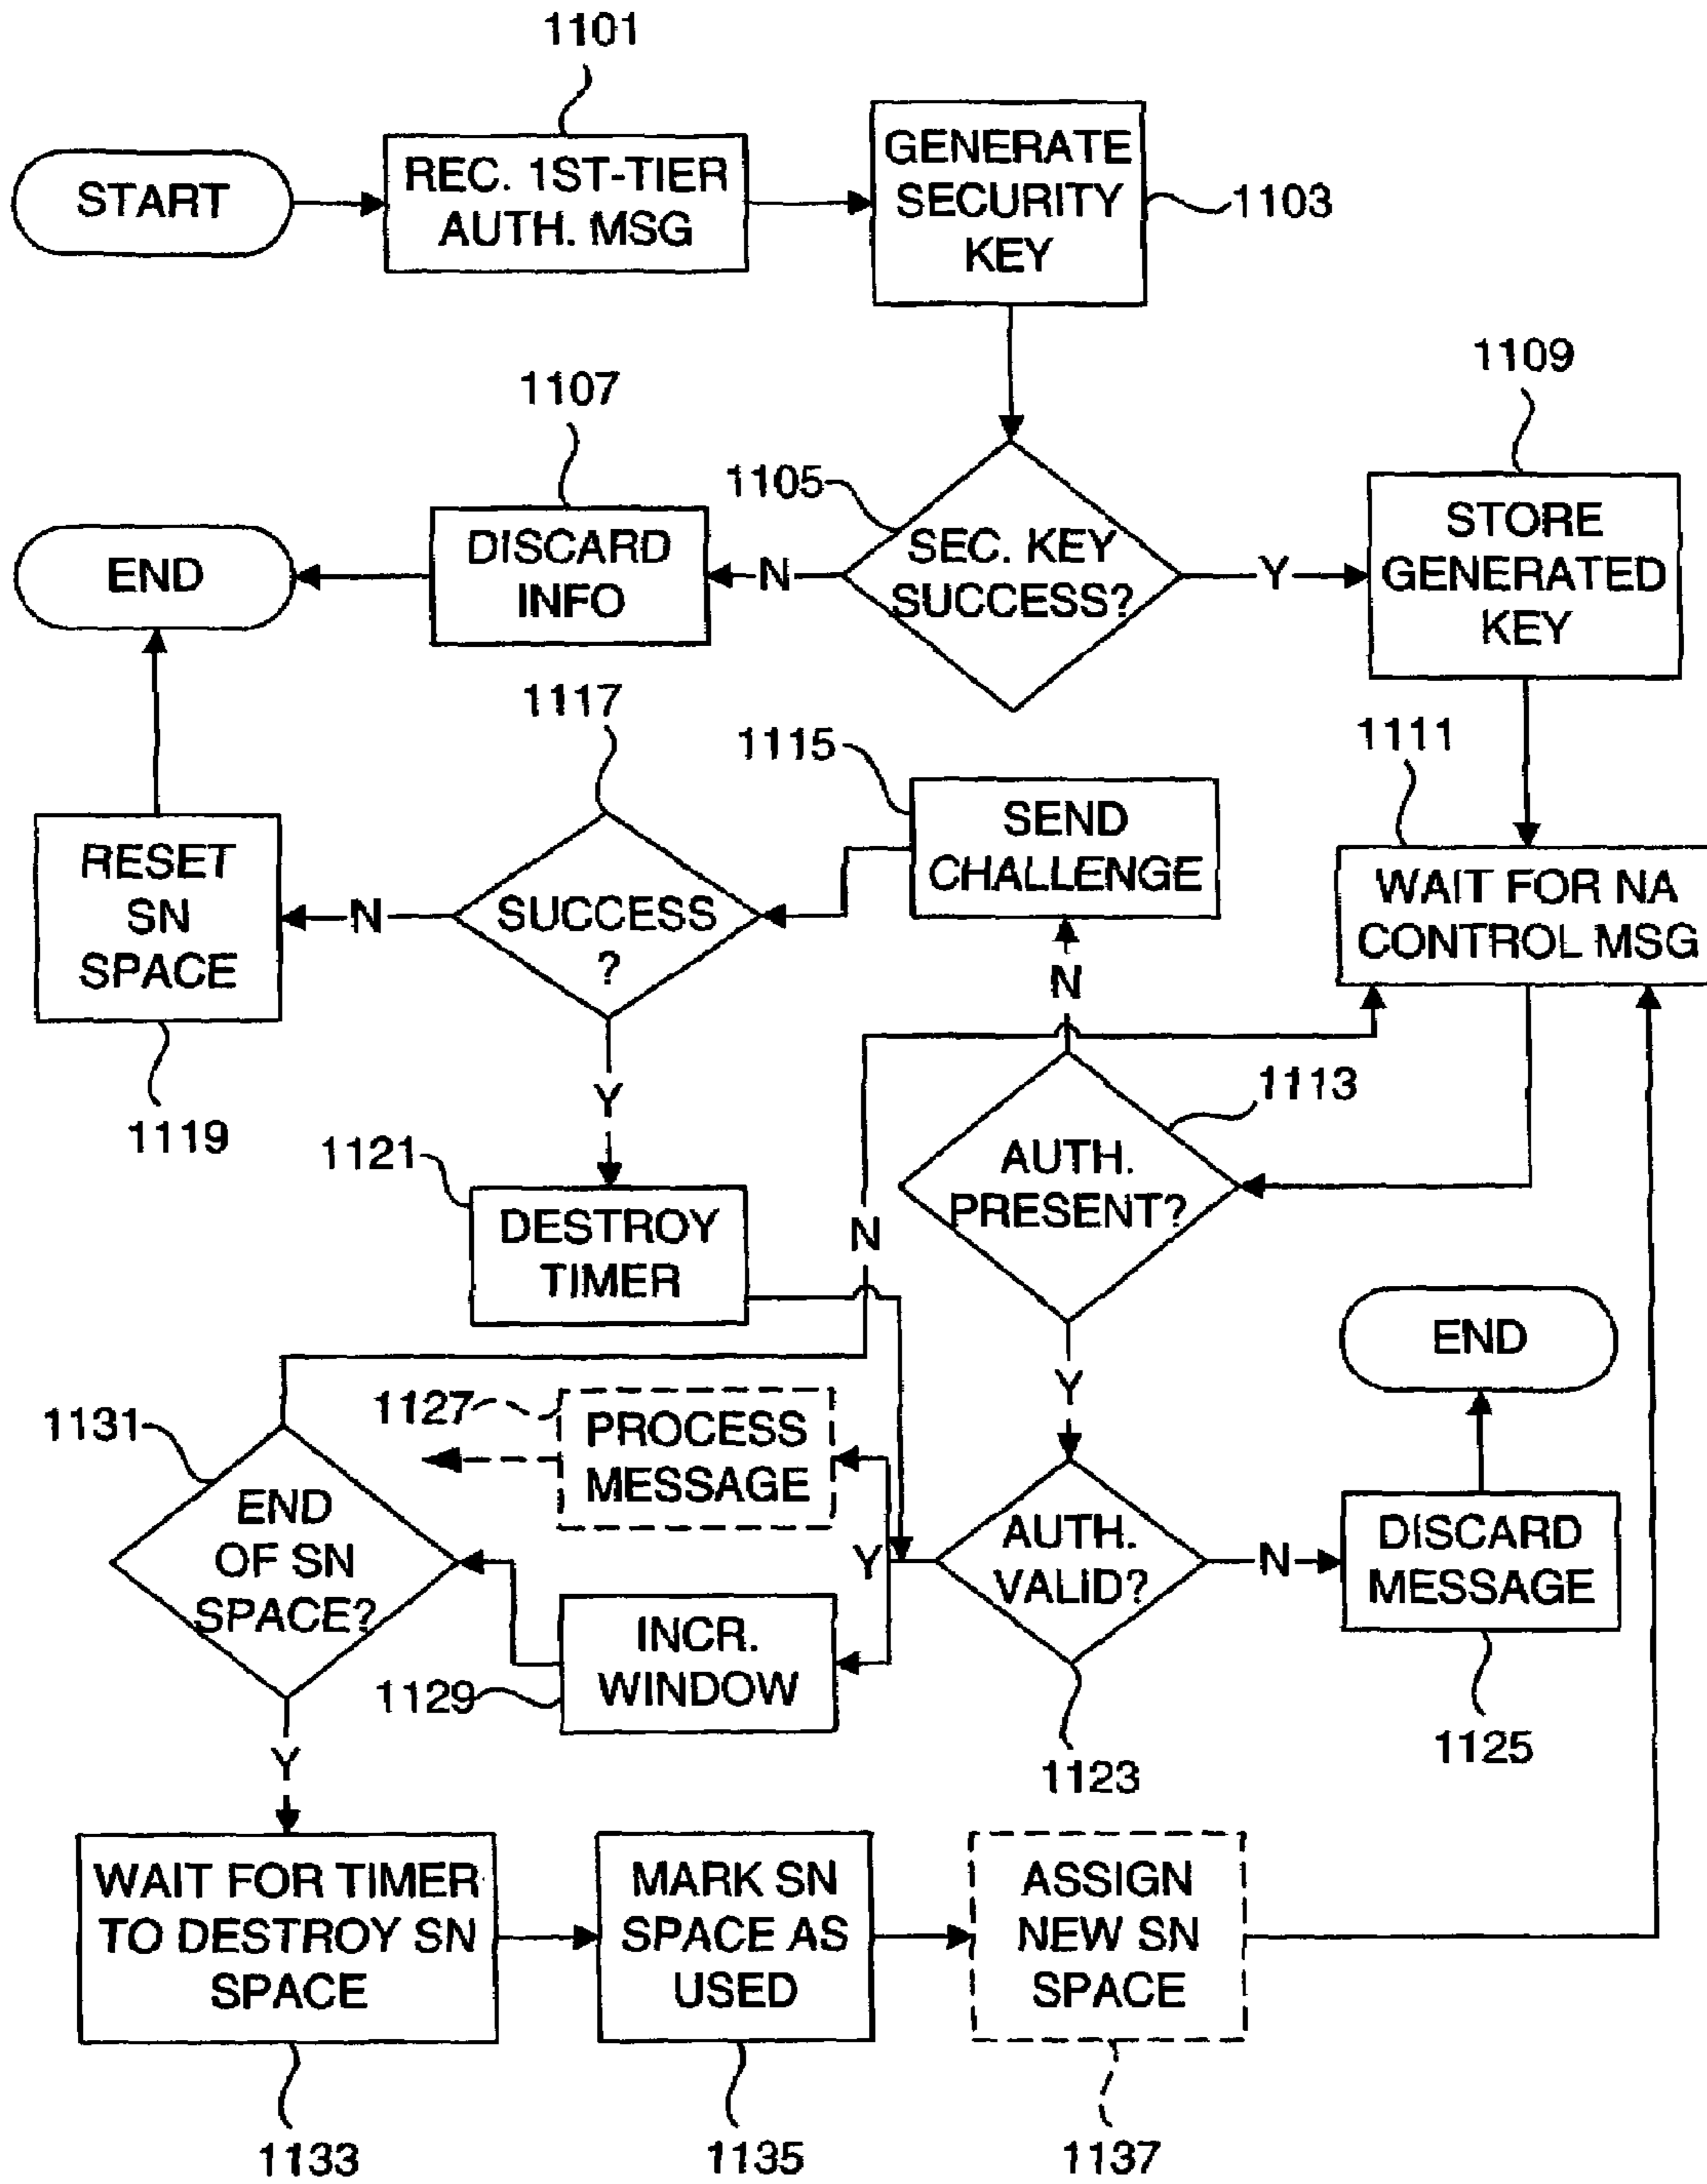 1101
START
REC. 1ST-TIER
AUTH. MSG
GENERATE
SECURITY
KEY
1103
1107
1109
1105
END
DISCARD
INFO
N
SEC. KEY
SUCCESS?
Y
STORE
GENERATED
KEY
1117
1115
1111
RESET
SN
SPACE
N
SUCCESS
?
SEND
CHALLENGE
WAIT FOR NA
CONTROL MSG
N
1119
Y
1113
1121
DESTROY
TIMER
N
AUTH.
PRESENT?
END
Y
1131
1127
PROCESS
MESSAGE
END
OF SN
SPACE?
Y
AUTH.
VALID?
N
DISCARD
MESSAGE
INCR.
WINDOW
1129
1125
Y
1123
WAIT FOR TIMER
TO DESTROY SN
SPACE
MARK SN
SPACE AS
USED
ASSIGN
NEW SN
SPACE
1133
1135
1137